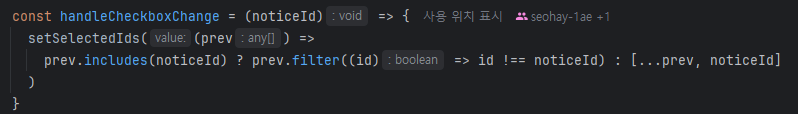 const handleCheckboxChange = (noticeId) : void => { 사용 위치 표시 seohay-1ae +1
setSelectedIds( value: (prev : any[] ) =>
prev.includes(noticeId) ? prev.filter((id) : boolean => id !== noticeId) : [...prev, noticeId]
)
}